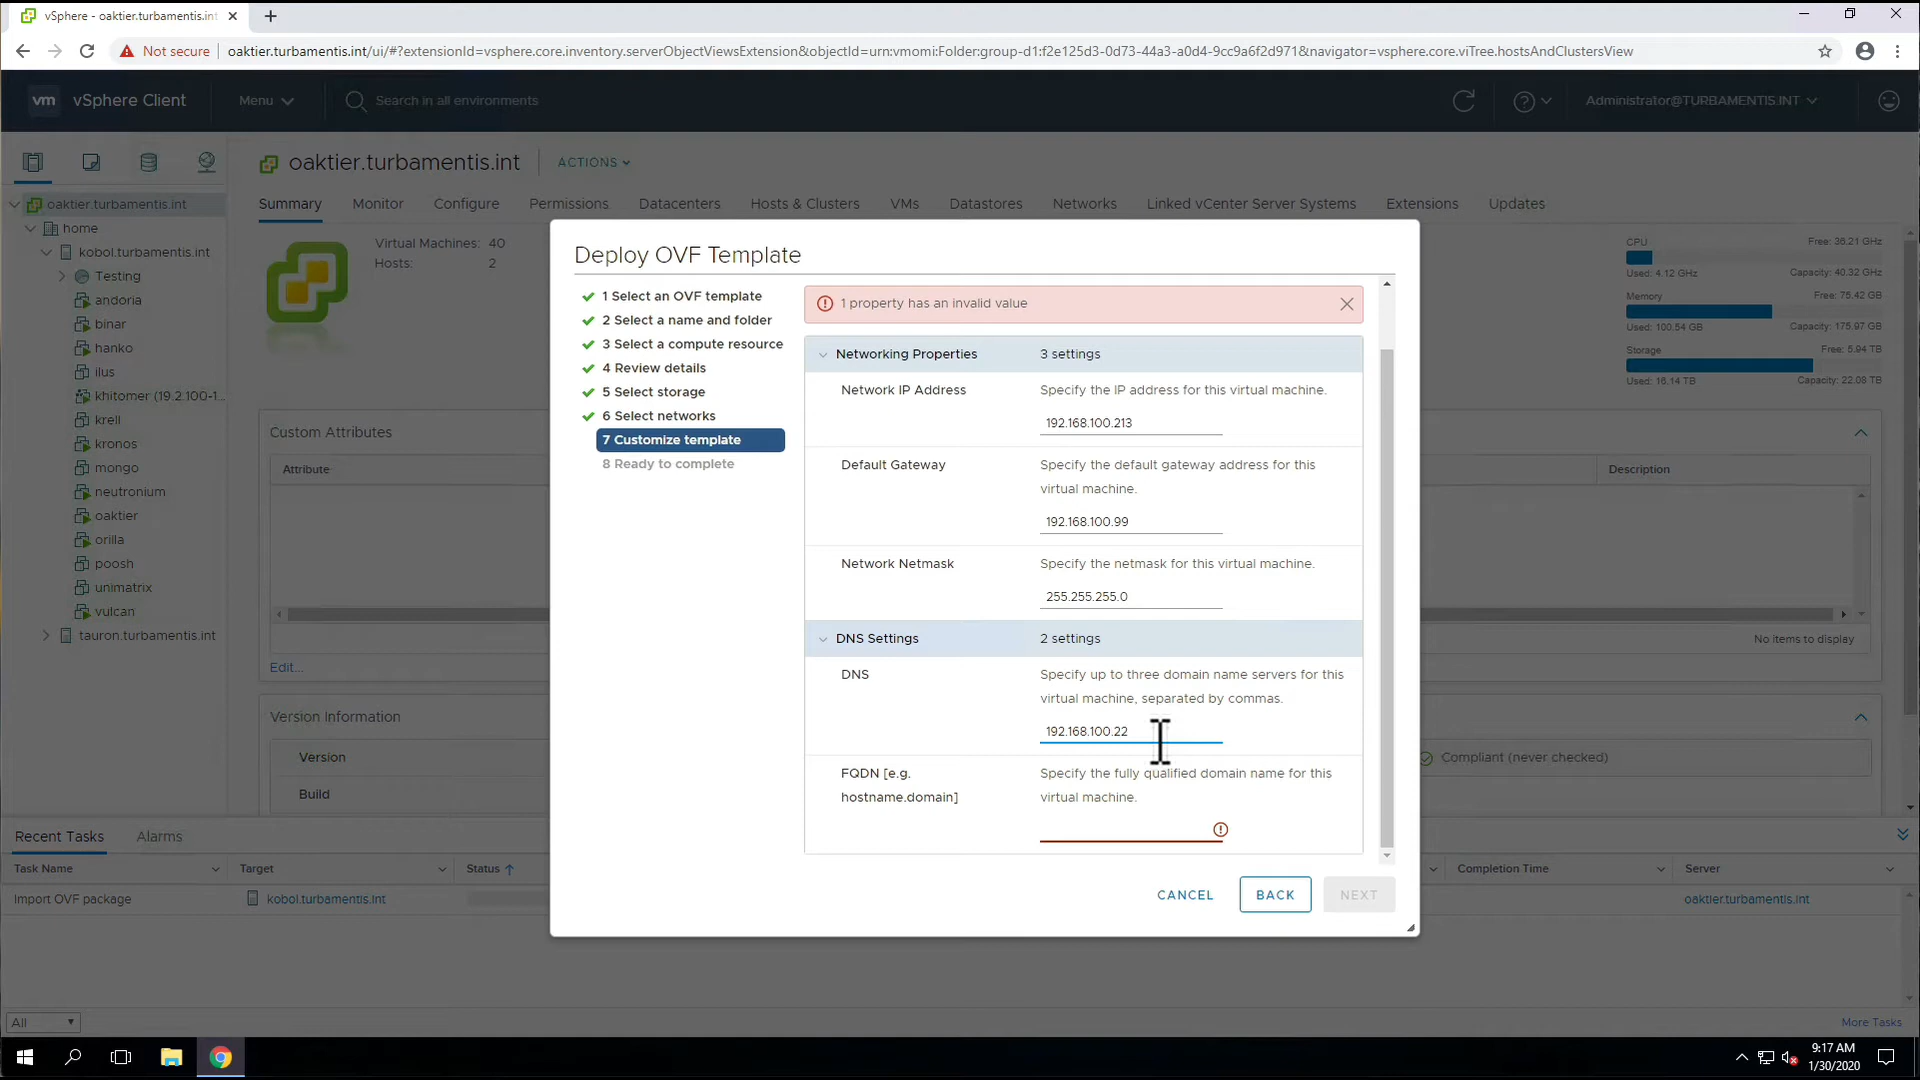 vSphere - oaktier.turbamentis.int
Not secure
oaktier.turbamentis.int/ui/#?extensionId=vsphere.core.inventory.serverObjectViewsExtension&objectId=urn:vmomi:Folder:group-d1:f2e125d3-0d73-44a3-a0d4-9cc9a6f2d971&navigator=vsphere.core.viTree.hostsAndClustersView
vm vSphere Client Menu Search in all environments Administrator@TURBAMENTIS.INT
oaktier.turbamentis.int ACTIONS
Summary Monitor Configure Permissions Datacenters Hosts & Clusters VMs Datastores Networks Linked vCenter Server Systems Extensions Updates
oaktier.turbamentis.int
home
kobol.turbamentis.int
Testing
andoria
binar
hanko
ilus
khitomer (19.2.100-1...
krell
kronos
mongo
neutronium
oaktier
orilla
poosh
unimatrix
vulcan
tauron.turbamentis.int
Virtual Machines: 40
Hosts: 2
CPU Free: 36.21 GHz
Used: 4.12 GHz Capacity: 40.32 GHz
Memory Free: 75.42 GB
Used: 100.54 GB Capacity: 175.97 GB
Storage Free: 5.94 TB
Used: 16.14 TB Capacity: 22.08 TB
Custom Attributes
Attribute
Description
No items to display
Edit...
Version Information
Version
Build
Compliant (never checked)
Deploy OVF Template
1 Select an OVF template
2 Select a name and folder
3 Select a compute resource
4 Review details
5 Select storage
6 Select networks
7 Customize template
8 Ready to complete
1 property has an invalid value
Networking Properties 3 settings
Network IP Address Specify the IP address for this virtual machine.
192.168.100.213
Default Gateway Specify the default gateway address for this
virtual machine.
192.168.100.99
Network Netmask Specify the netmask for this virtual machine.
255.255.255.0
DNS Settings 2 settings
DNS Specify up to three domain name servers for this
virtual machine, separated by commas.
192.168.100.22
FQDN [e.g. Specify the fully qualified domain name for this
hostname.domain] virtual machine.
CANCEL BACK NEXT
Recent Tasks Alarms
Task Name Target Status Completion Time Server
Import OVF package kobol.turbamentis.int oaktier.turbamentis.int
All
More Tasks
9:17 AM
1/30/2020